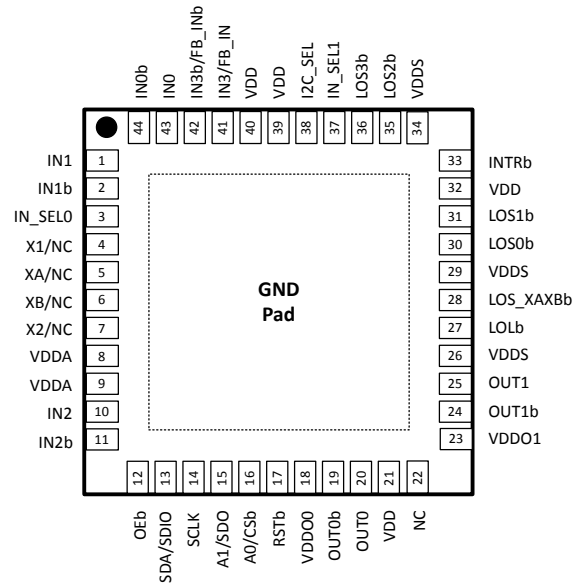 IN0b
IN0
IN3b/FB_INb
IN3/FB_IN
VDD
VDD
I2C_SEL
IN_SEL1
LOS3b
LOS2b
VDDS
44
43
42
41
40
39
38
37
36
35
34
IN1 1
IN1b 2
IN_SEL0 3
X1/NC 4
XA/NC 5
XB/NC 6
X2/NC 7
VDDA 8
VDDA 9
IN2 10
IN2b 11
GND
Pad
33 INTRb
32 VDD
31 LOS1b
30 LOS0b
29 VDDS
28 LOS_XAXBb
27 LOLb
26 VDDS
25 OUT1
24 OUT1b
23 VDDO1
12
13
14
15
16
17
18
19
20
21
22
OEb
SDA/SDIO
SCLK
A1/SDO
A0/CSb
RSTb
VDDO0
OUT0b
OUT0
VDD
NC